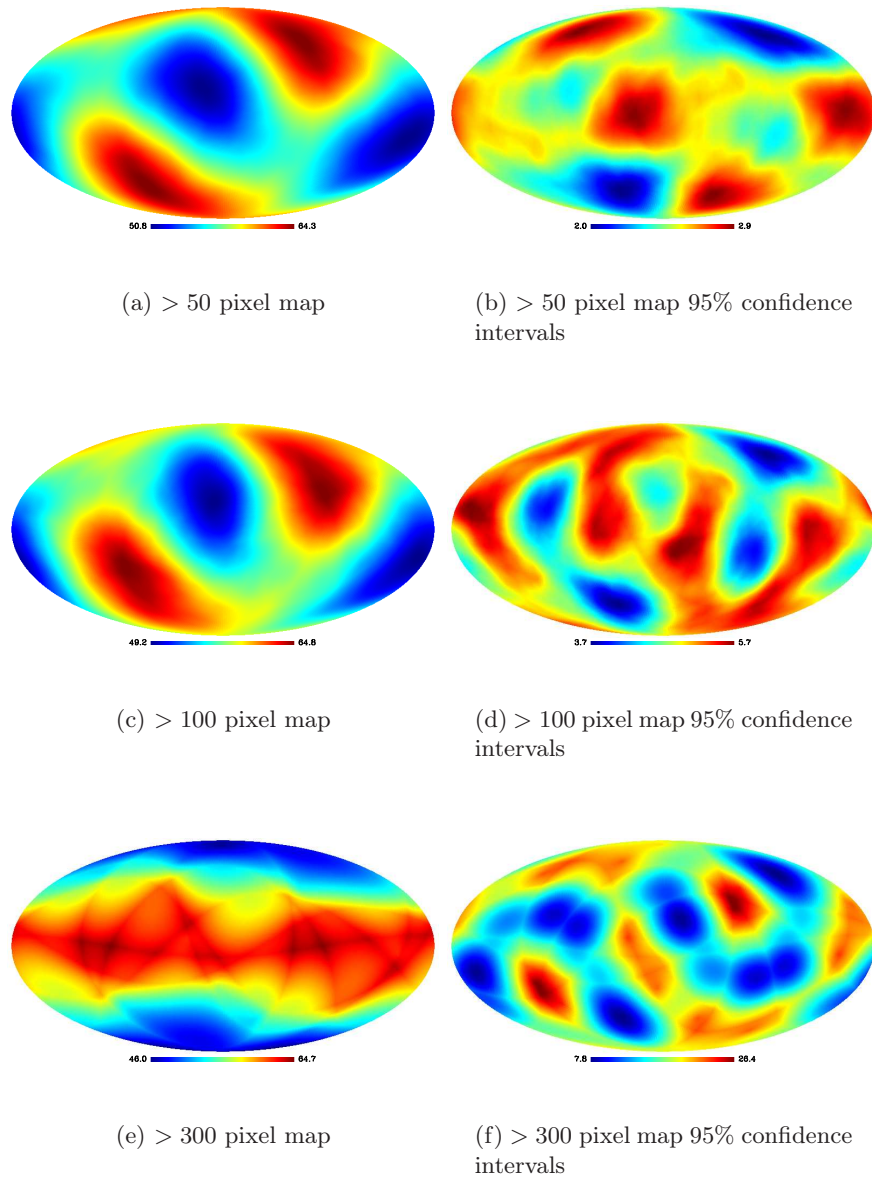 50.8 64.3
2.0 2.9
(a) > 50 pixel map
(b) > 50 pixel map 95% confidence
intervals
49.2 64.8
3.7 5.7
(c) > 100 pixel map
(d) > 100 pixel map 95% confidence
intervals
46.0 64.7
7.8 26.4
(e) > 300 pixel map
(f) > 300 pixel map 95% confidence
intervals